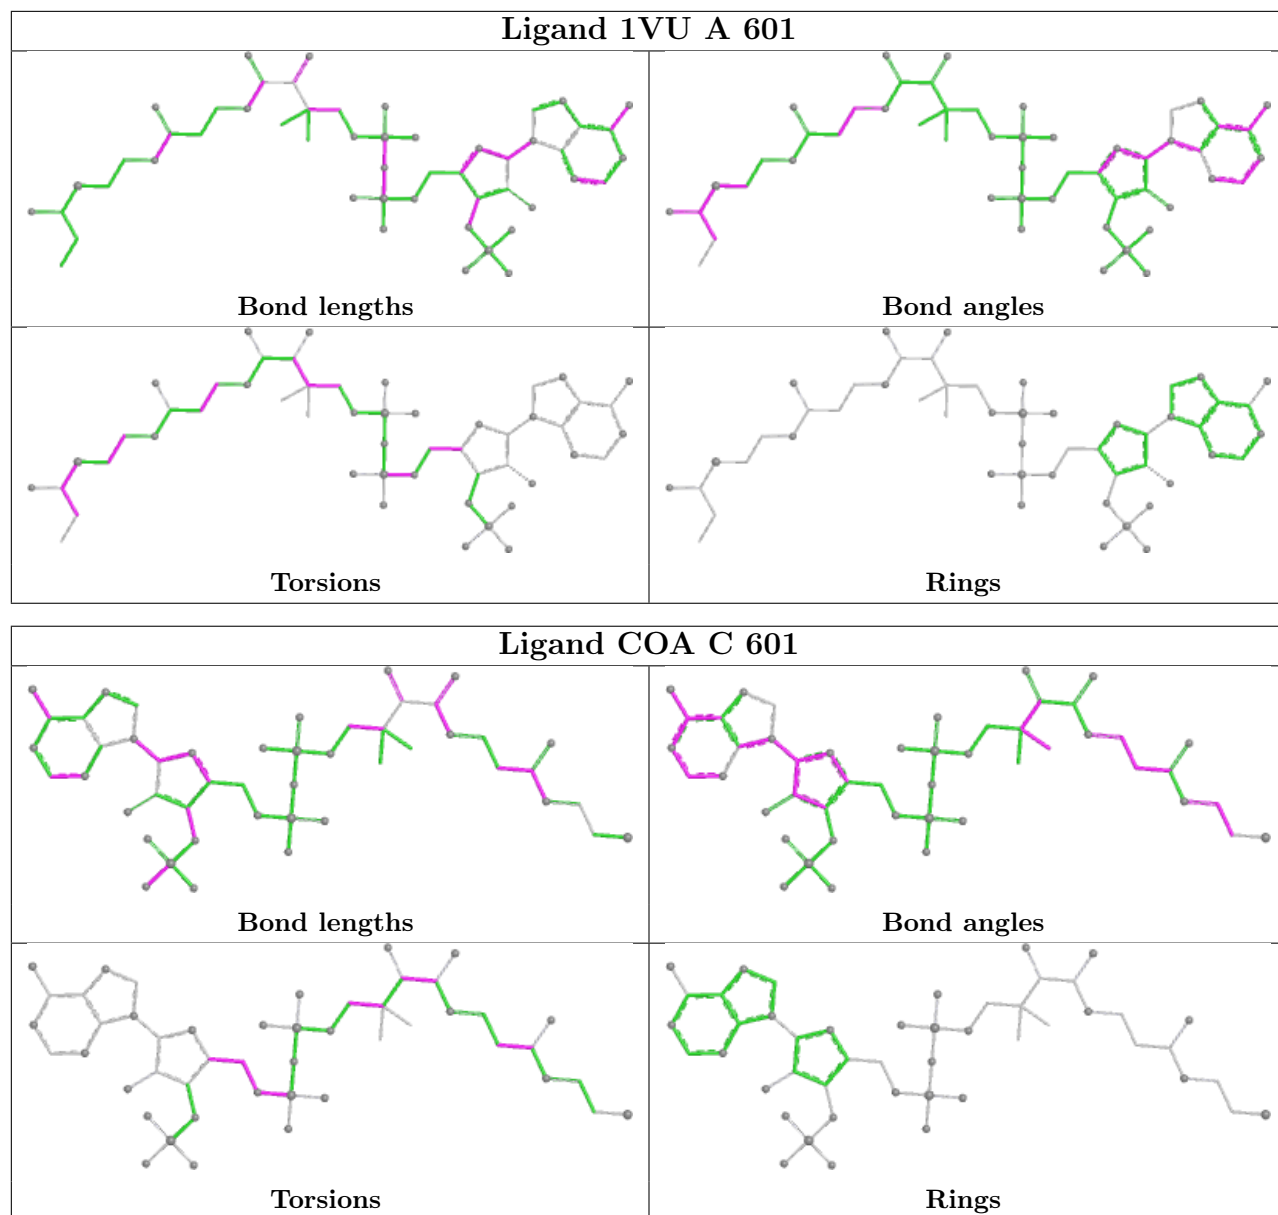 Ligand 1VU A 601
Bond lengths
Bond angles
Torsions
Rings
Ligand COA C 601
Bond lengths
Bond angles
Torsions
Rings